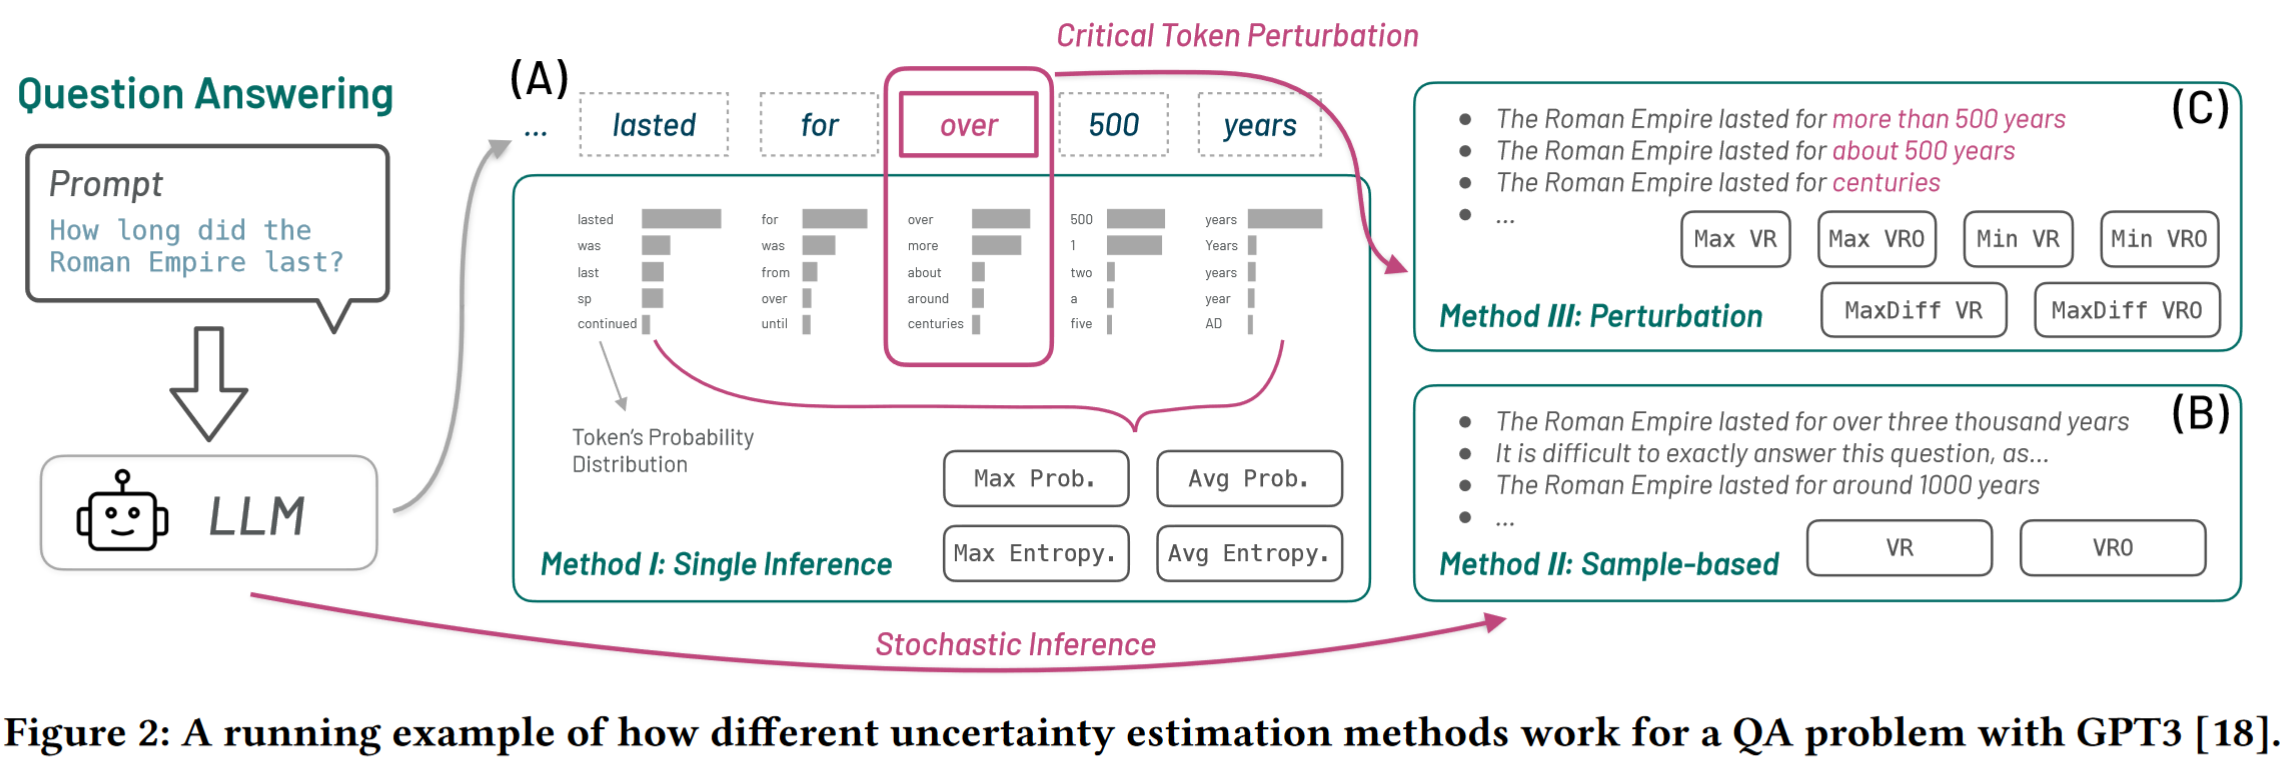 Question Answering
Prompt
How long did the
Roman Empire last?
LLM
(A)
Critical Token Perturbation
... lasted for over 500 years
lasted for over 500 years
was was more 1 Years
last from about two years
sp over around a year
continued until centuries five AD
Token's Probability
Distribution
Max Prob. Avg Prob.
Max Entropy. Avg Entropy.
Method I: Single Inference
Stochastic Inference
(C)
● The Roman Empire lasted for more than 500 years
● The Roman Empire lasted for about 500 years
● The Roman Empire lasted for centuries
● ...
Max VR Max VRO Min VR Min VRO
Method III: Perturbation MaxDiff VR MaxDiff VRO
(B)
● The Roman Empire lasted for over three thousand years
● It is difficult to exactly answer this question, as...
● The Roman Empire lasted for around 1000 years
● ...
Method II: Sample-based VR VRO
Figure 2: A running example of how different uncertainty estimation methods work for a QA problem with GPT3 [18].